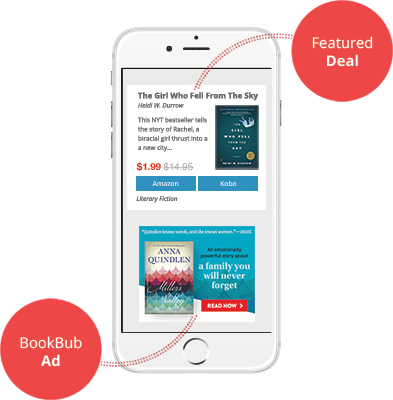 Featured
Deal
The Girl Who Fell From The Sky
Heidi W. Durrow
This NYT bestseller tells
the story of Rachel, a
biracial girl thrust into a
a new city...
THE
GIRL
WHO FELL
FROM THE
SKY
HEIDI W. DURROW
$1.99 $14.95
Amazon
Kobo
Literary Fiction
"Quindlen knows words, and she knows women."
ANNA
QUINDLEN
Miller's
Valley
An emotionally
powerful story about
a family you
will never
forget
READ NOW
BookBub
Ad